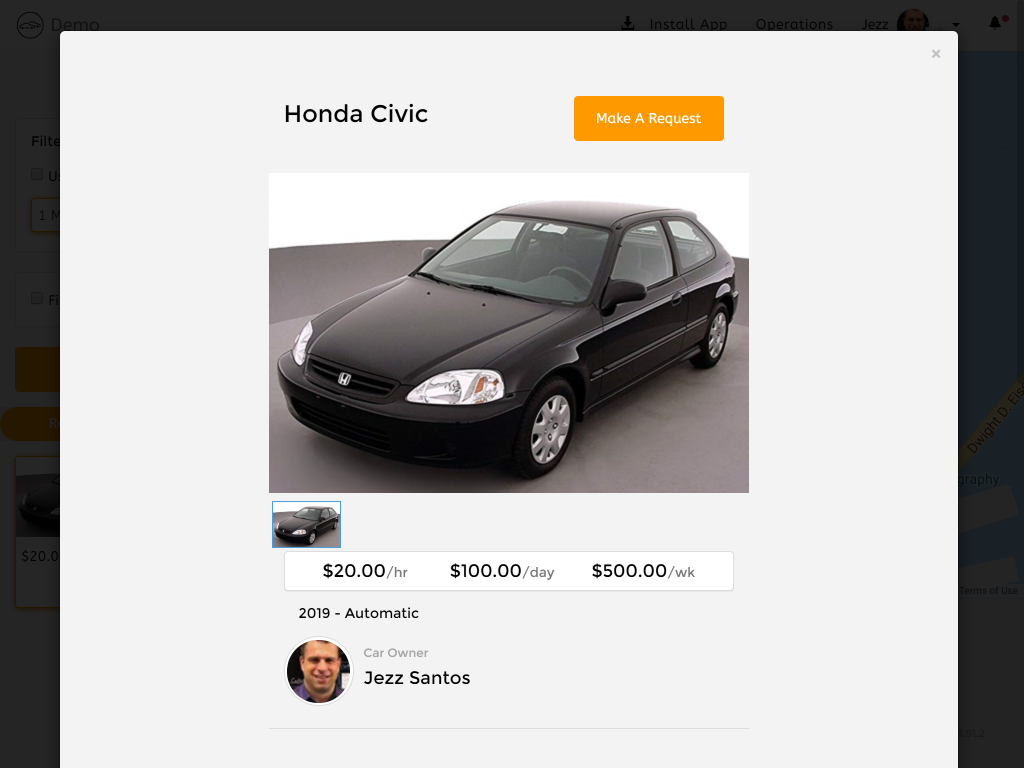 Demo
Install App Operations Jezz
×
Honda Civic
Make A Request
Filte
U
1 M
Fi
R
$20.0
Dwight D. Eis
graphy
Terms of Use
$20.00/hr $100.00/day $500.00/wk
2019 - Automatic
Car Owner
Jezz Santos